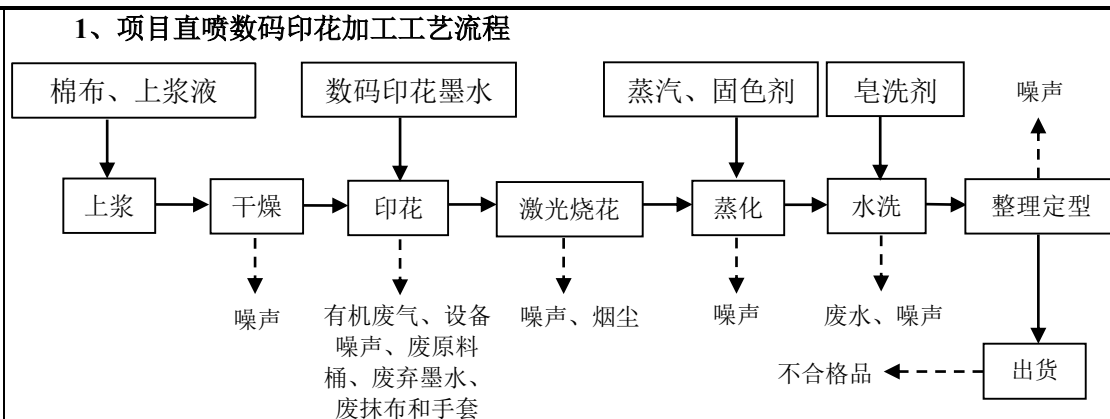 1、项目直喷数码印花加工工艺流程
棉布、上浆液
数码印花墨水
蒸汽、固色剂
皂洗剂
噪声
上浆
干燥
印花
激光烧花
蒸化
水洗
整理定型
噪声
有机废气、设备
噪声、废原料
桶、废弃墨水、
废抹布和手套
噪声、烟尘
噪声
废水、噪声
不合格品
出货